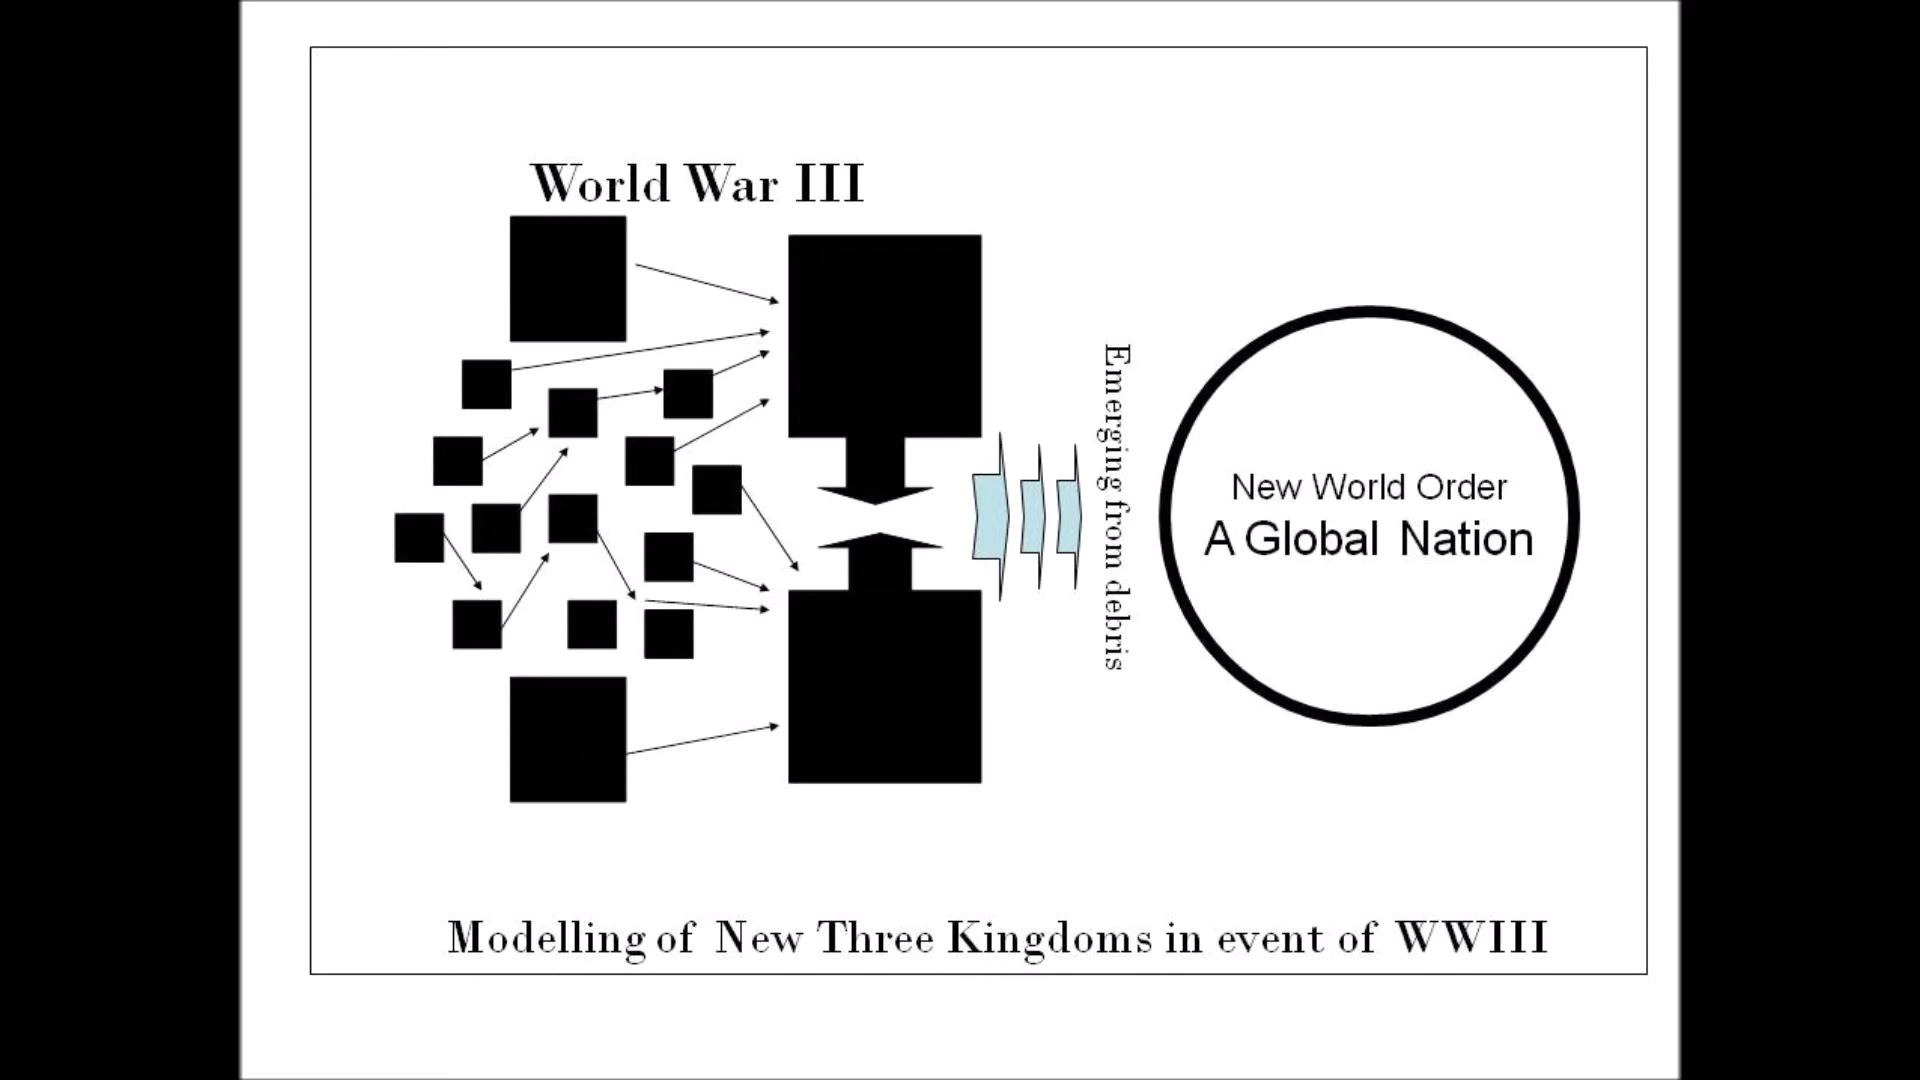 World War III
Emerging from debris
New World Order
A Global Nation
Modelling of New Three Kingdoms in event of WWIII